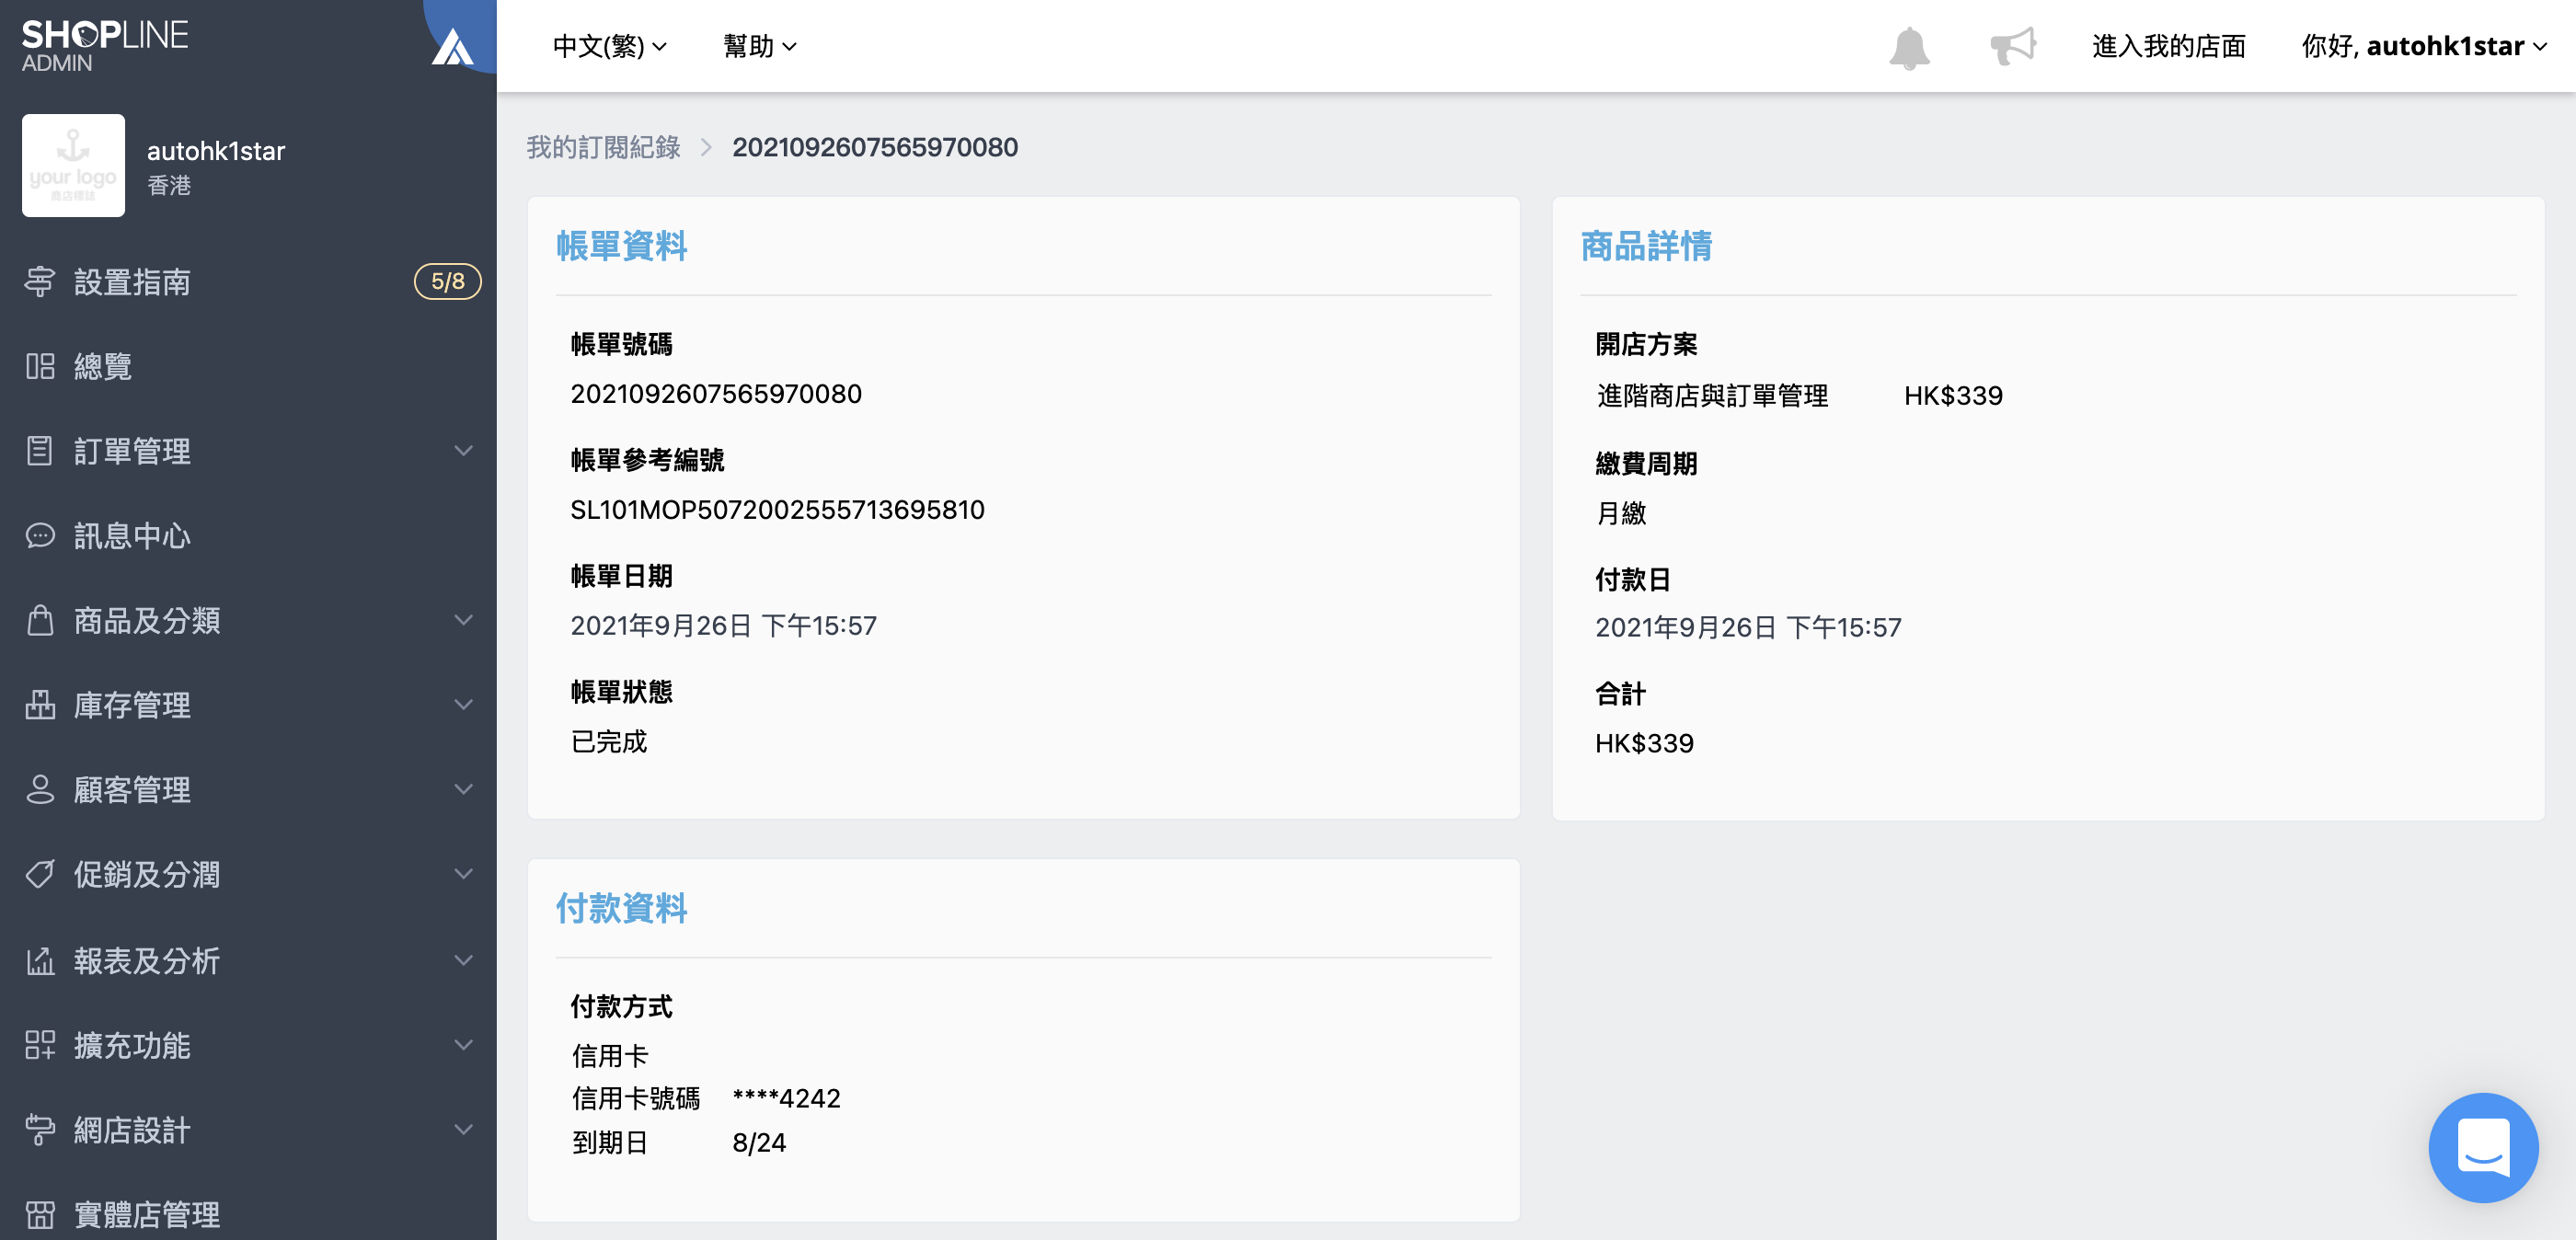 SHOPLINE
ADMIN
autohk1star
香港
your logo
商店標誌
設置指南 5/8
總覽
訂單管理
訊息中心
商品及分類
庫存管理
顧客管理
促銷及分潤
報表及分析
擴充功能
網店設計
實體店管理
中文(繁) 幫助 進入我的店面 你好, autohk1star
我的訂閱紀錄 2021092607565970080
帳單資料
帳單號碼
2021092607565970080
帳單參考編號
SL101MOP5072002555713695810
帳單日期
2021年9月26日 下午15:57
帳單狀態
已完成
商品詳情
開店方案
進階商店與訂單管理 HK$339
繳費周期
月繳
付款日
2021年9月26日 下午15:57
合計
HK$339
付款資料
付款方式
信用卡
信用卡號碼 ****4242
到期日 8/24